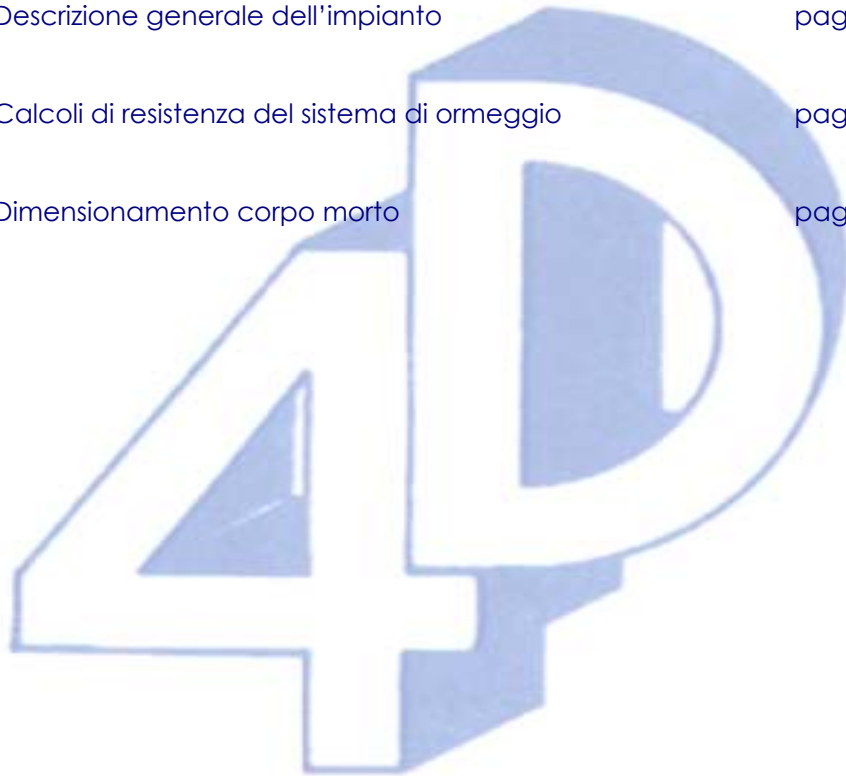 Descrizione generale dell'impianto pag
Calcoli di resistenza del sistema di ormeggio pag
Dimensionamento corpo morto pag
4D